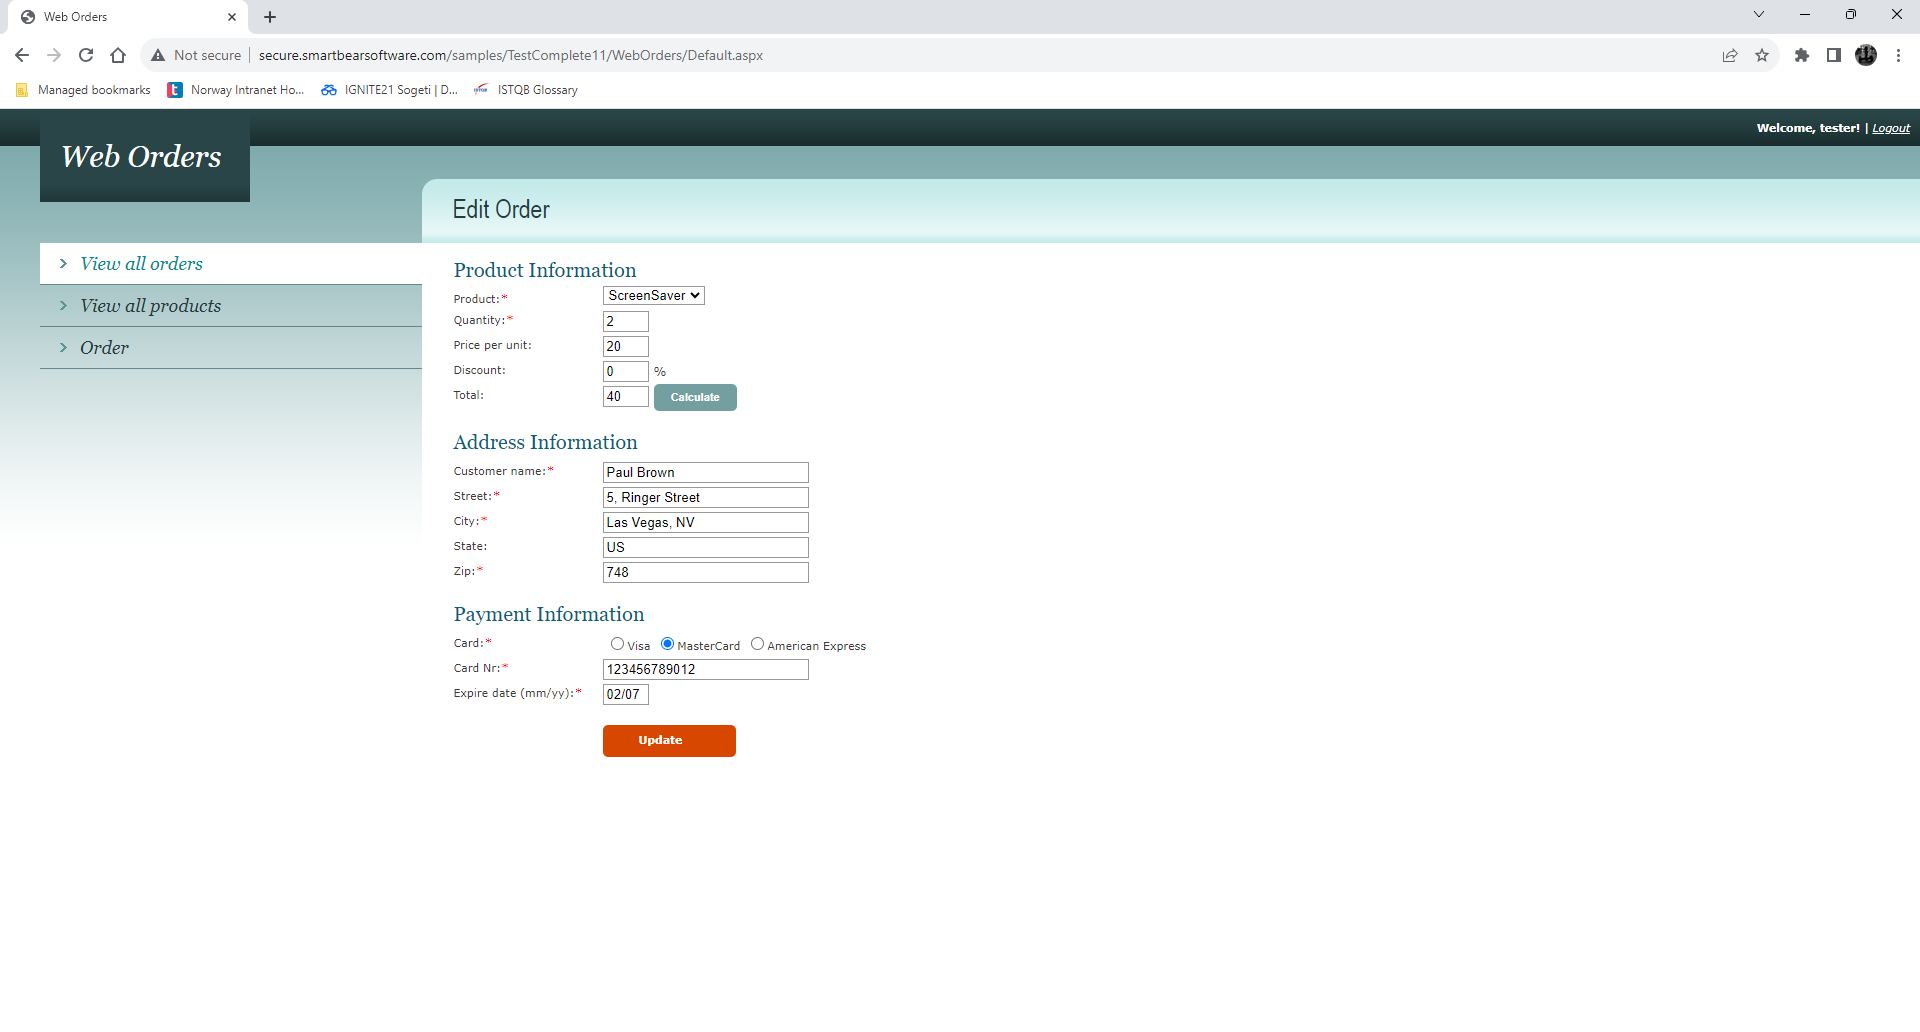 Web Orders
Not secure | secure.smartbearsoftware.com/samples/TestComplete11/WebOrders/Default.aspx
Managed bookmarks Norway Intranet Ho... IGNITE21 Sogeti | D... ISTQB Glossary
Welcome, tester! | Logout
Web Orders
Edit Order
View all orders
View all products
Order
Product Information
Product:* ScreenSaver
Quantity:* 2
Price per unit: 20
Discount: 0 %
Total: 40 Calculate
Address Information
Customer name:* Paul Brown
Street:* 5, Ringer Street
City:* Las Vegas, NV
State: US
Zip:* 748
Payment Information
Card:* Visa MasterCard American Express
Card Nr:* 123456789012
Expire date (mm/yy):* 02/07
Update